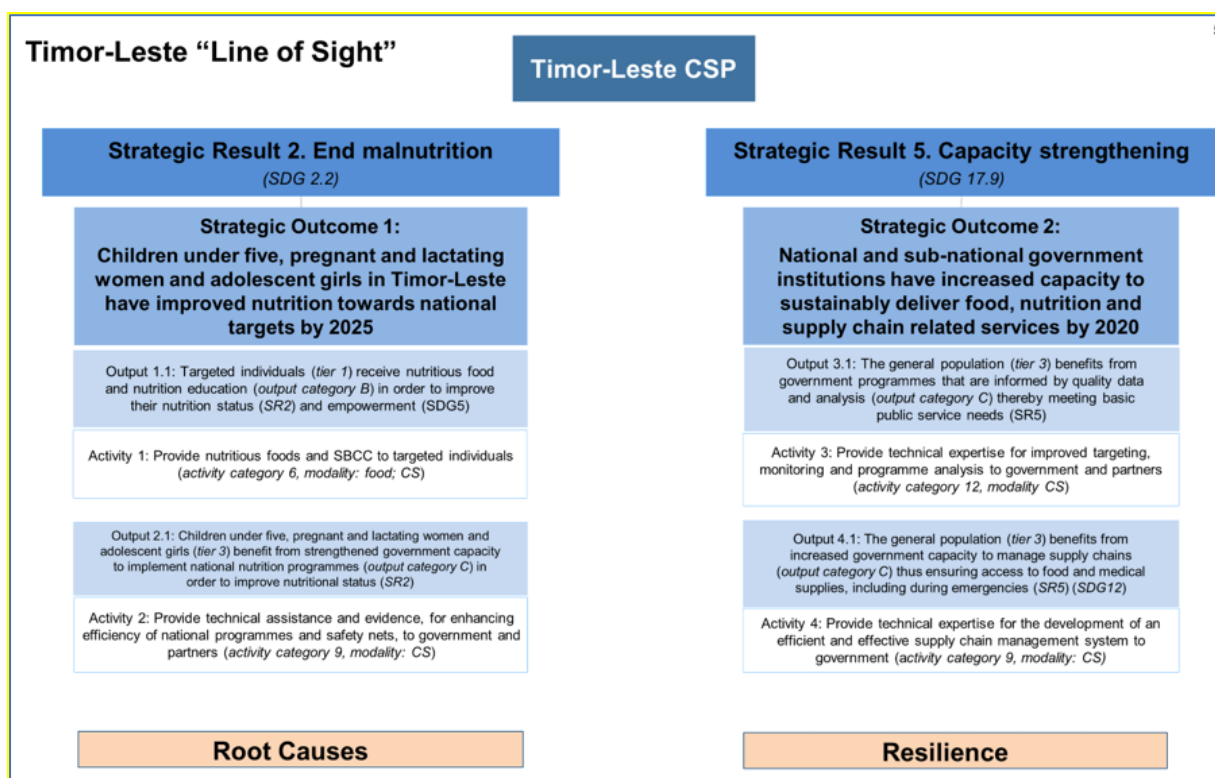 Timor-Leste “Line of Sight”
Timor-Leste CSP
Strategic Result 2. End malnutrition
(SDG 2.2)
Strategic Outcome 1:
Children under five, pregnant and lactating
women and adolescent girls in Timor-Leste
have improved nutrition towards national
targets by 2025
Output 1.1: Targeted individuals (tier 1) receive nutritious food
and nutrition education (output category B) in order to improve
their nutrition status (SR2) and empowerment (SDG5)
Activity 1: Provide nutritious foods and SBCC to targeted individuals
(activity category 6, modality: food; CS)
Output 2.1: Children under five, pregnant and lactating women and
adolescent girls (tier 3) benefit from strengthened government capacity
to implement national nutrition programmes (output category C) in
order to improve nutritional status (SR2)
Activity 2: Provide technical assistance and evidence, for enhancing
efficiency of national programmes and safety nets, to government and
partners (activity category 9, modality: CS)
Root Causes
Strategic Result 5. Capacity strengthening
(SDG 17.9)
Strategic Outcome 2:
National and sub-national government
institutions have increased capacity to
sustainably deliver food, nutrition and
supply chain related services by 2020
Output 3.1: The general population (tier 3) benefits from
government programmes that are informed by quality data
and analysis (output category C) thereby meeting basic
public service needs (SR5)
Activity 3: Provide technical expertise for improved targeting,
monitoring and programme analysis to government and partners
(activity category 12, modality CS)
Output 4.1: The general population (tier 3) benefits from
increased government capacity to manage supply chains
(output category C) thus ensuring access to food and medical
supplies, including during emergencies (SR5) (SDG12)
Activity 4: Provide technical expertise for the development of an
efficient and effective supply chain management system to
government (activity category 9, modality: CS)
Resilience